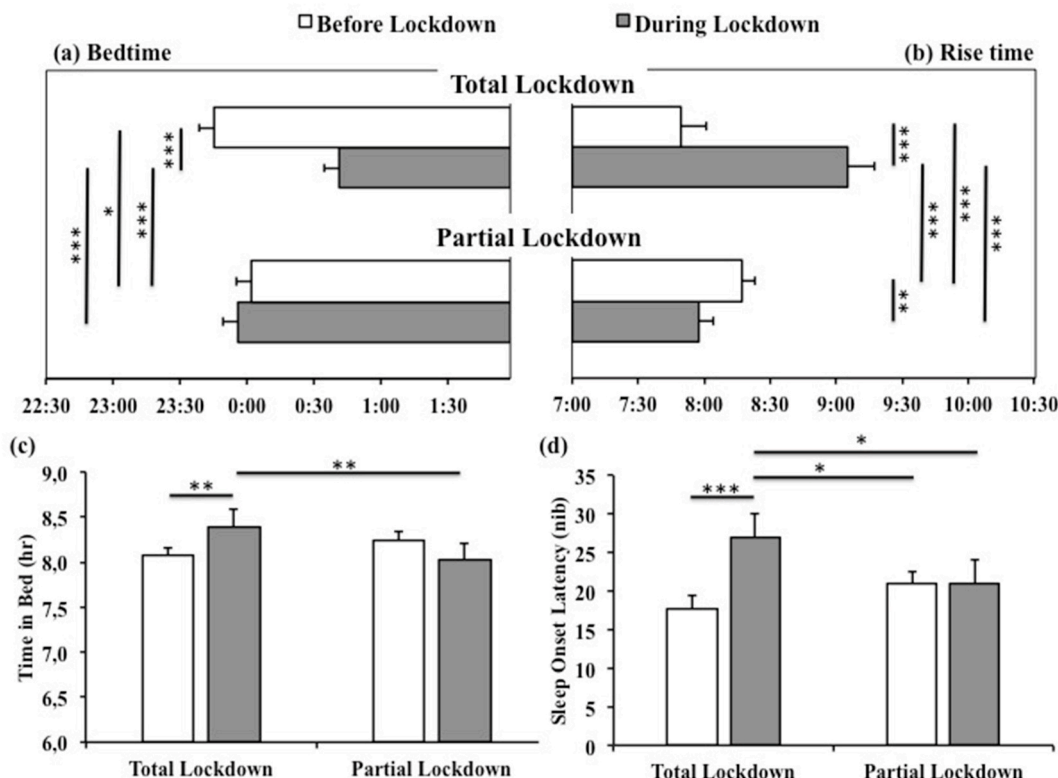 Before Lockdown During Lockdown
(a) Bedtime (b) Rise time
Total Lockdown
***
***
*
***
***
***
***
***
Partial Lockdown
**
22:30 23:00 23:30 0:00 0:30 1:00 1:30 7:00 7:30 8:00 8:30 9:00 9:30 10:00 10:30
(c)
Time in Bed (hr)
9,0
8,5
8,0
7,5
7,0
6,5
6,0
**
**
Total Lockdown Partial Lockdown
(d)
Sleep Onset Latency (nib)
35
30
25
20
15
10
5
0
*
*
***
Total Lockdown Partial Lockdown